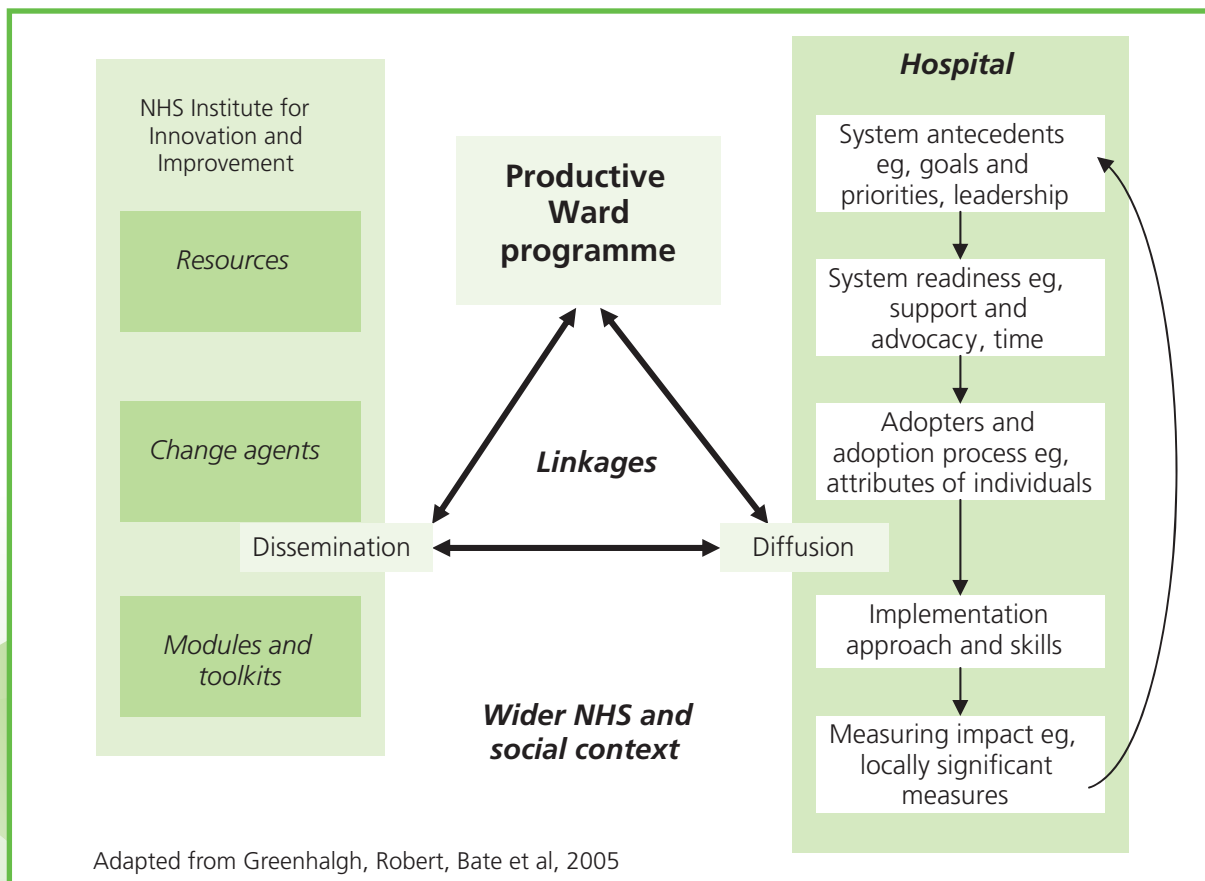 NHS Institute for
Innovation and
Improvement
Resources
Change agents
Dissemination
Modules and
toolkits
Productive
Ward
programme
Linkages
Diffusion
Wider NHS and
social context
Hospital
System antecedents
eg, goals and
priorities, leadership
System readiness eg,
support and
advocacy, time
Adopters and
adoption process eg,
attributes of individuals
Implementation
approach and skills
Measuring impact eg,
locally significant
measures
Adapted from Greenhalgh, Robert, Bate et al, 2005